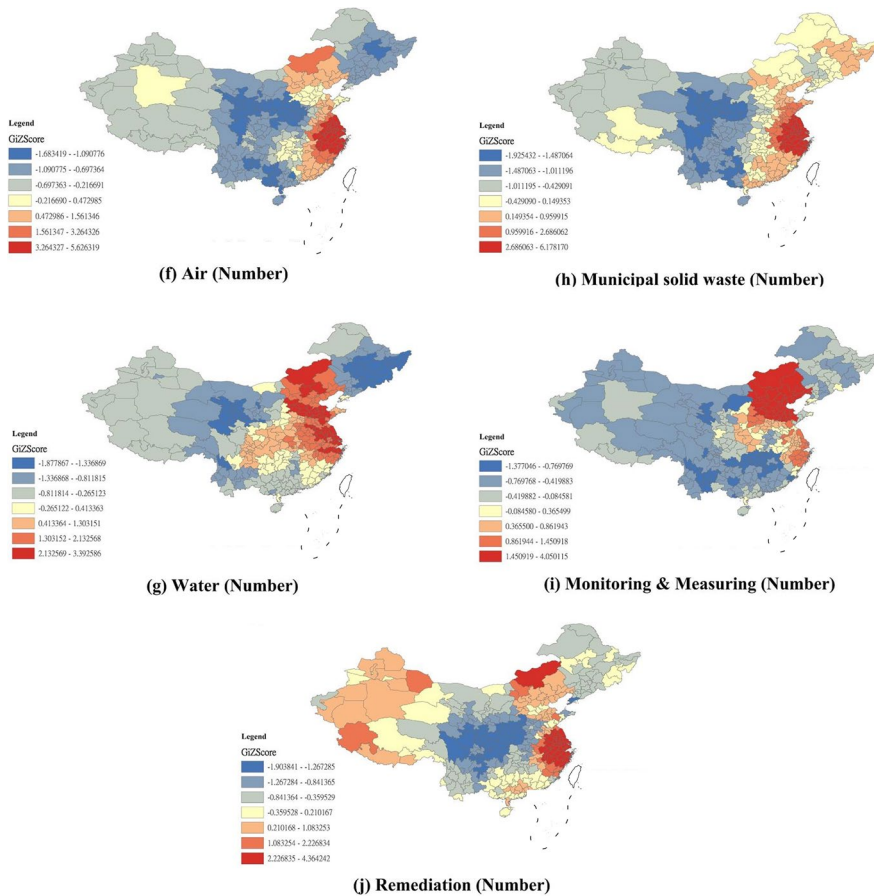 Legend
GiZScore
-1.683419 - -1.090776
-1.090775 - -0.697364
-0.697363 - -0.216691
-0.216690 - 0.472985
0.472986 - 1.561346
1.561347 - 3.264326
3.264327 - 5.626319
(f) Air (Number)
Legend
GiZScore
-1.925432 - -1.487064
-1.487063 - -1.011196
-1.011195 - -0.429091
-0.429090 - 0.149353
0.149354 - 0.959915
0.959916 - 2.686062
2.686063 - 6.178170
(h) Municipal solid waste (Number)
Legend
GiZScore
-1.877867 - -1.336869
-1.336868 - -0.811815
-0.811814 - -0.265123
-0.265122 - 0.413363
0.413364 - 1.303151
1.303152 - 2.132568
2.132569 - 3.392586
(g) Water (Number)
Legend
GiZScore
-1.377046 - -0.769769
-0.769768 - -0.419883
-0.419882 - -0.084581
-0.084580 - 0.365499
0.365500 - 0.861943
0.861944 - 1.450918
1.450919 - 4.050115
(i) Monitoring & Measuring (Number)
Legend
GiZScore
-1.903841 - -1.267285
-1.267284 - -0.841365
-0.841364 - -0.359529
-0.359528 - 0.210167
0.210168 - 1.083253
1.083254 - 2.226834
2.226835 - 4.364242
(j) Remediation (Number)